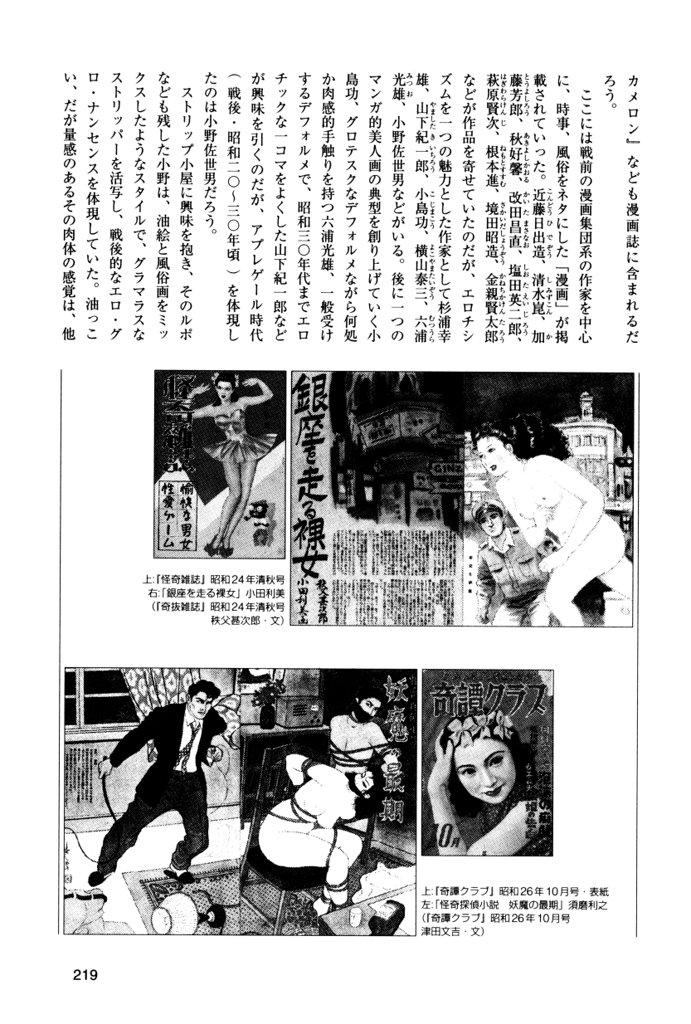 カメロン』なども漫画誌に含まれるだ
ろう。
ここには戦前の漫画集団系の作家を中心
に、時事、風俗をネタにした「漫画」が掲
載されていった。近藤日出造、清水崑、加
藤芳郎、秋好馨、改田昌直、塩田英二郎、
萩原賢次、根本進、境田昭造、金親賢太郎
などが作品を寄せていたのだが、エロチシ
ズムを一つの魅力とした作家として杉浦幸
雄、山下紀一郎、小島功、横山泰三、六浦
光雄、小野佐世男などがいる。後に一つの
マンガ的美人画の典型を創り上げていく小
島功、グロテスクなデフォルメながら何処
か肉感的手触りを持つ六浦光雄、一般受け
するデフォルメで、昭和三〇年代までエロ
チックな一コマをよくした山下紀一郎など
が興味を引くのだが、アプレゲール時代
（戦後・昭和二〇〜三〇年頃）を体現し
たのは小野佐世男だろう。
ストリップ小屋に興味を抱き、そのルポ
なども残した小野は、油絵と風俗画をミッ
クスしたようなスタイルで、グラマラスな
ストリッパーを活写し、戦後的なエロ・グ
ロ・ナンセンスを体現していた。油っこ
い、だが量感のあるその肉体の感覚は、他
銀座を走る裸女
秩父甚次郎
小田利美画
GINZ
怪奇雑誌
愉快な男女
性愛ゲーム
上:『怪奇雑誌』昭和24年清秋号
右:「銀座を走る裸女」小田利美
(『奇抜雑誌』昭和24年清秋号
秩父甚次郎・文)
妖魔の最期
奇譚クラブ
10月
上:『奇譚クラブ』昭和26年10月号・表紙
左:「怪奇探偵小説　妖魔の最期」須磨利之
(『奇譚クラブ』昭和26年10月号
津田文吉・文)
219